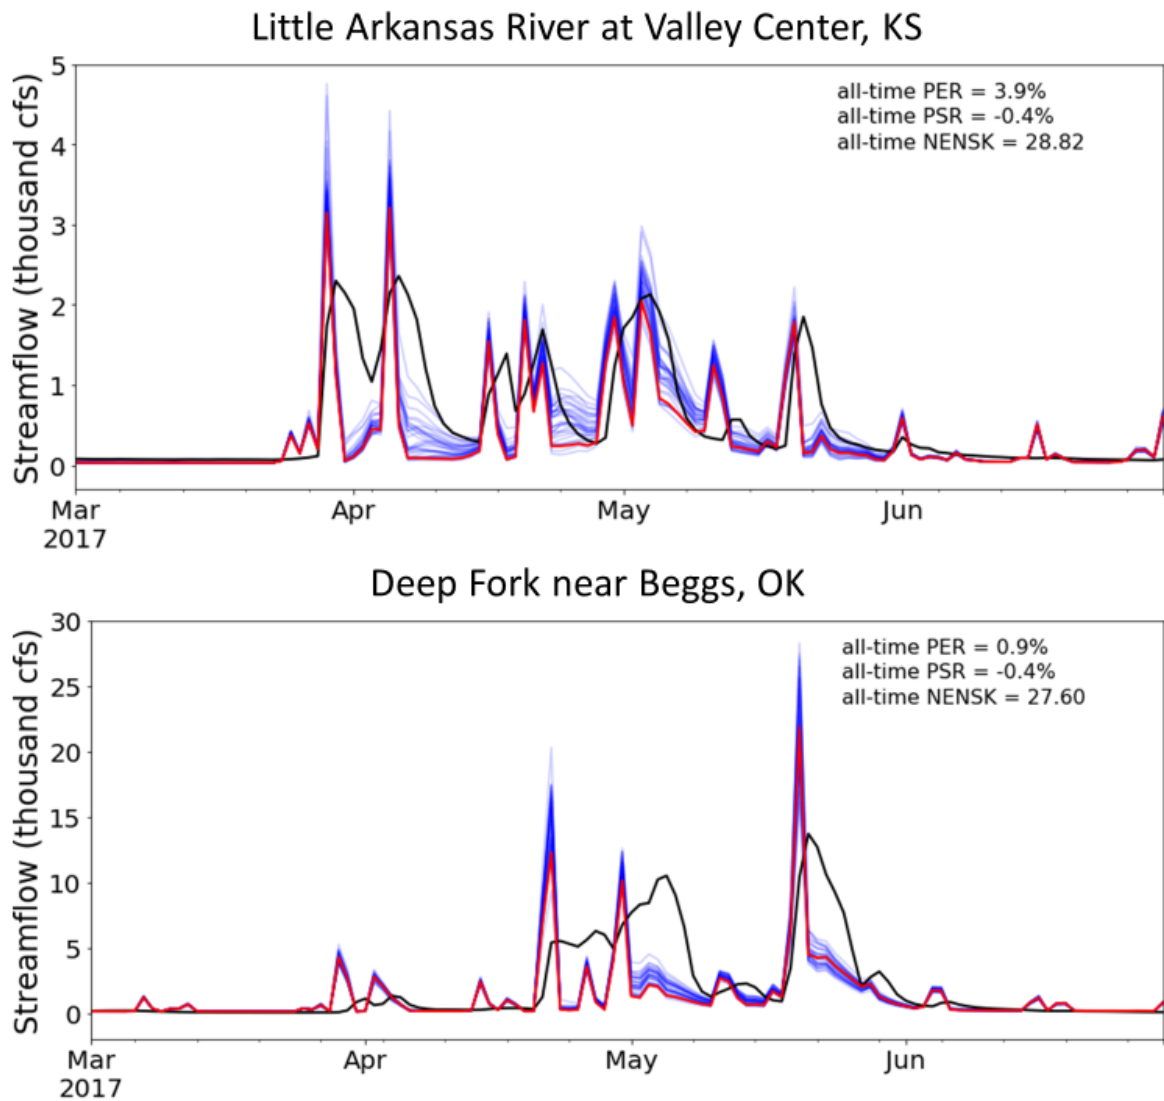 Little Arkansas River at Valley Center, KS
5
all-time PER = 3.9%
all-time PSR = -0.4%
4
all-time NENSK = 28.82
3
2
1
0
Streamflow (thousand cfs)
Mar Apr May Jun
2017
Deep Fork near Beggs, OK
30
all-time PER = 0.9%
all-time PSR = -0.4%
25
all-time NENSK = 27.60
20
15
10
5
0
Streamflow (thousand cfs)
Mar Apr May Jun
2017